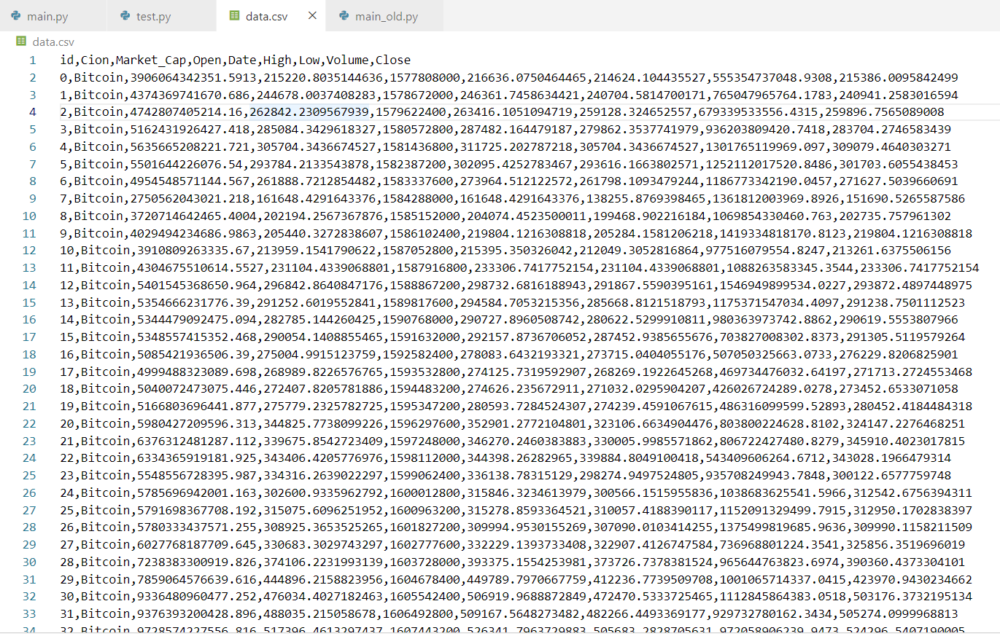 main.py test.py data.csv main_old.py
data.csv
1 id,Cion,Market_Cap,Open,Date,High,Low,Volume,Close
2 0,Bitcoin,3906064342351.5913,215220.8035144636,1577808000,216636.0750464465,214624.104435527,555354737048.9308,215386.0095842499
3 1,Bitcoin,4374369741670.686,244678.0037408283,1578672000,246361.7458634421,240704.5814700171,765047965764.1783,240941.2583016594
4 2,Bitcoin,4742807405214.16,262842.2309567939,1579622400,263416.1051094719,259128.324652557,679339533556.4315,259896.7565089008
5 3,Bitcoin,5162431926427.418,285084.3429618327,1580572800,287482.164479187,279862.3537741979,936203809420.7418,283704.2746583439
6 4,Bitcoin,5635665208221.721,305704.3436674527,1581436800,311725.202787218,305704.3436674527,1301765119969.097,309079.4640303271
7 5,Bitcoin,5501644226076.54,293784.2133543878,1582387200,302095.4252783467,293616.1663802571,1252112017520.8486,301703.6055438453
8 6,Bitcoin,4954548571144.567,261888.7212854482,1583337600,273964.512122572,261798.1093479244,1186773342190.0457,271627.5039660691
9 7,Bitcoin,2750562043021.218,161648.4291643376,1584288000,161648.4291643376,138255.8769398465,1361812003969.8926,151690.5265587586
10 8,Bitcoin,3720714642465.4004,202194.2567367876,1585152000,204074.4523500011,199468.902216184,1069854330460.763,202735.757961302
11 9,Bitcoin,4029494234686.9863,205440.3272838607,1586102400,219804.1216308818,205284.1581206218,1419334818170.8123,219804.1216308818
12 10,Bitcoin,3910809263335.67,213959.1541790622,1587052800,215395.350326042,212049.3052816864,977516079554.8247,213261.6375506156
13 11,Bitcoin,4304675510614.5527,231104.4339068801,1587916800,233306.7417752154,231104.4339068801,1088263583345.3544,233306.7417752154
14 12,Bitcoin,5401545368650.964,296842.8640847176,1588867200,298732.6816188943,291867.5590395161,1546949899534.0227,293872.4897448975
15 13,Bitcoin,5354666231776.39,291252.6019552841,1589817600,294584.7053215356,285668.8121518793,1175371547034.4097,291238.7501112523
16 14,Bitcoin,5344479092475.094,282785.144260425,1590768000,290727.8960508742,280622.5299910811,980363973742.8862,290619.5553807966
17 15,Bitcoin,5348557415352.468,290054.1408855465,1591632000,292157.8736706052,287452.9385655676,703827008302.8373,291305.5119579264
18 16,Bitcoin,5085421936506.39,275004.9915123759,1592582400,278083.6432193321,273715.0404055176,507050325663.0733,276229.8206825901
19 17,Bitcoin,4999488323089.698,268989.8226576765,1593532800,274125.7319592907,268269.1922645268,469734476032.64197,271713.2724553468
20 18,Bitcoin,5040072473075.446,272407.8205781886,1594483200,274626.235672911,271032.0295904207,426026724289.0278,273452.6533071058
21 19,Bitcoin,5166803696441.877,275779.2325782725,1595347200,280593.7284524307,274239.4591067615,486316099599.52893,280452.4184484318
22 20,Bitcoin,5980427209596.313,344825.7738099226,1596297600,352901.2772104801,323106.6634904476,803800224628.8102,324147.2276468251
23 21,Bitcoin,6376312481287.112,339675.8542723409,1597248000,346270.2460383883,330005.9985571862,806722427480.8279,345910.4023017815
24 22,Bitcoin,6334365919181.925,343406.4205776976,1598112000,344398.26282965,339884.8049100418,543409606264.6712,343028.1966479314
25 23,Bitcoin,5548556728395.987,334316.2639022297,1599062400,336138.78315129,298274.9497524805,935708249943.7848,300122.6577759748
26 24,Bitcoin,5785696942001.163,302600.9335962792,1600012800,315846.3234613979,300566.1515955836,1038683625541.5966,312542.6756394311
27 25,Bitcoin,5791698367708.192,315075.6096251952,1600963200,315278.8593364521,310057.4188390117,1152091329499.7915,312950.1702838397
28 26,Bitcoin,5780333437571.255,308925.3653525265,1601827200,309994.9530155269,307090.0103414255,1375499819685.9636,309990.1158211509
29 27,Bitcoin,6027768187709.645,330683.3029743297,1602777600,332229.1393733408,322907.4126747584,736968801224.3541,325856.3519696019
30 28,Bitcoin,7238383300919.826,374106.2231993139,1603728000,393375.1554253981,373726.7378381524,965644763823.6974,390360.4373304101
31 29,Bitcoin,7859064576639.616,444896.2158823956,1604678400,449789.7970667759,412236.7739509708,1001065714337.0415,423970.9430234662
32 30,Bitcoin,9336480960477.252,476034.4027182463,1605542400,506919.9688872849,472470.5333725465,1112845864383.0518,503176.3732195134
33 31,Bitcoin,9376393200428.896,488035.215058678,1606492800,509167.5648273482,482266.4493369177,929732780162.3434,505274.0999968813
34 32,Bitcoin,9728574227556.816,517396.4613297437,1607443200,526341.7963729883,505683.2828705631,972058906239.9473,524296.5407190005